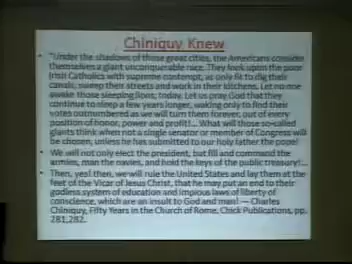 Chiniquy Knew
• "Under the shadows of those great cities, the Americans consider
themselves a giant unconquerable race. They look upon the poor
Irish Catholics with supreme contempt, as only fit to dig their
canals, sweep their streets and work in their kitchens. Let no one
awake those sleeping lions, today. Let us pray God that they
continue to sleep a few years longer, waking only to find their
votes outnumbered as we will turn them forever, out of every
position of honor, power and profit!... What will those so-called
giants think when not a single senator or member of Congress will
be chosen, unless he has submitted to our holy father the pope!
• We will not only elect the president, but fill and command the
armies, man the navies, and hold the keys of the public treasury!...
• Then, yes! then, we will rule the United States and lay them at the
feet of the Vicar of Jesus Christ, that he may put an end to their
godless system of education and impious laws of liberty of
conscience, which are an insult to God and man! — Charles
Chiniquy, Fifty Years in the Church of Rome, Chick Publications, pp.
281,282.